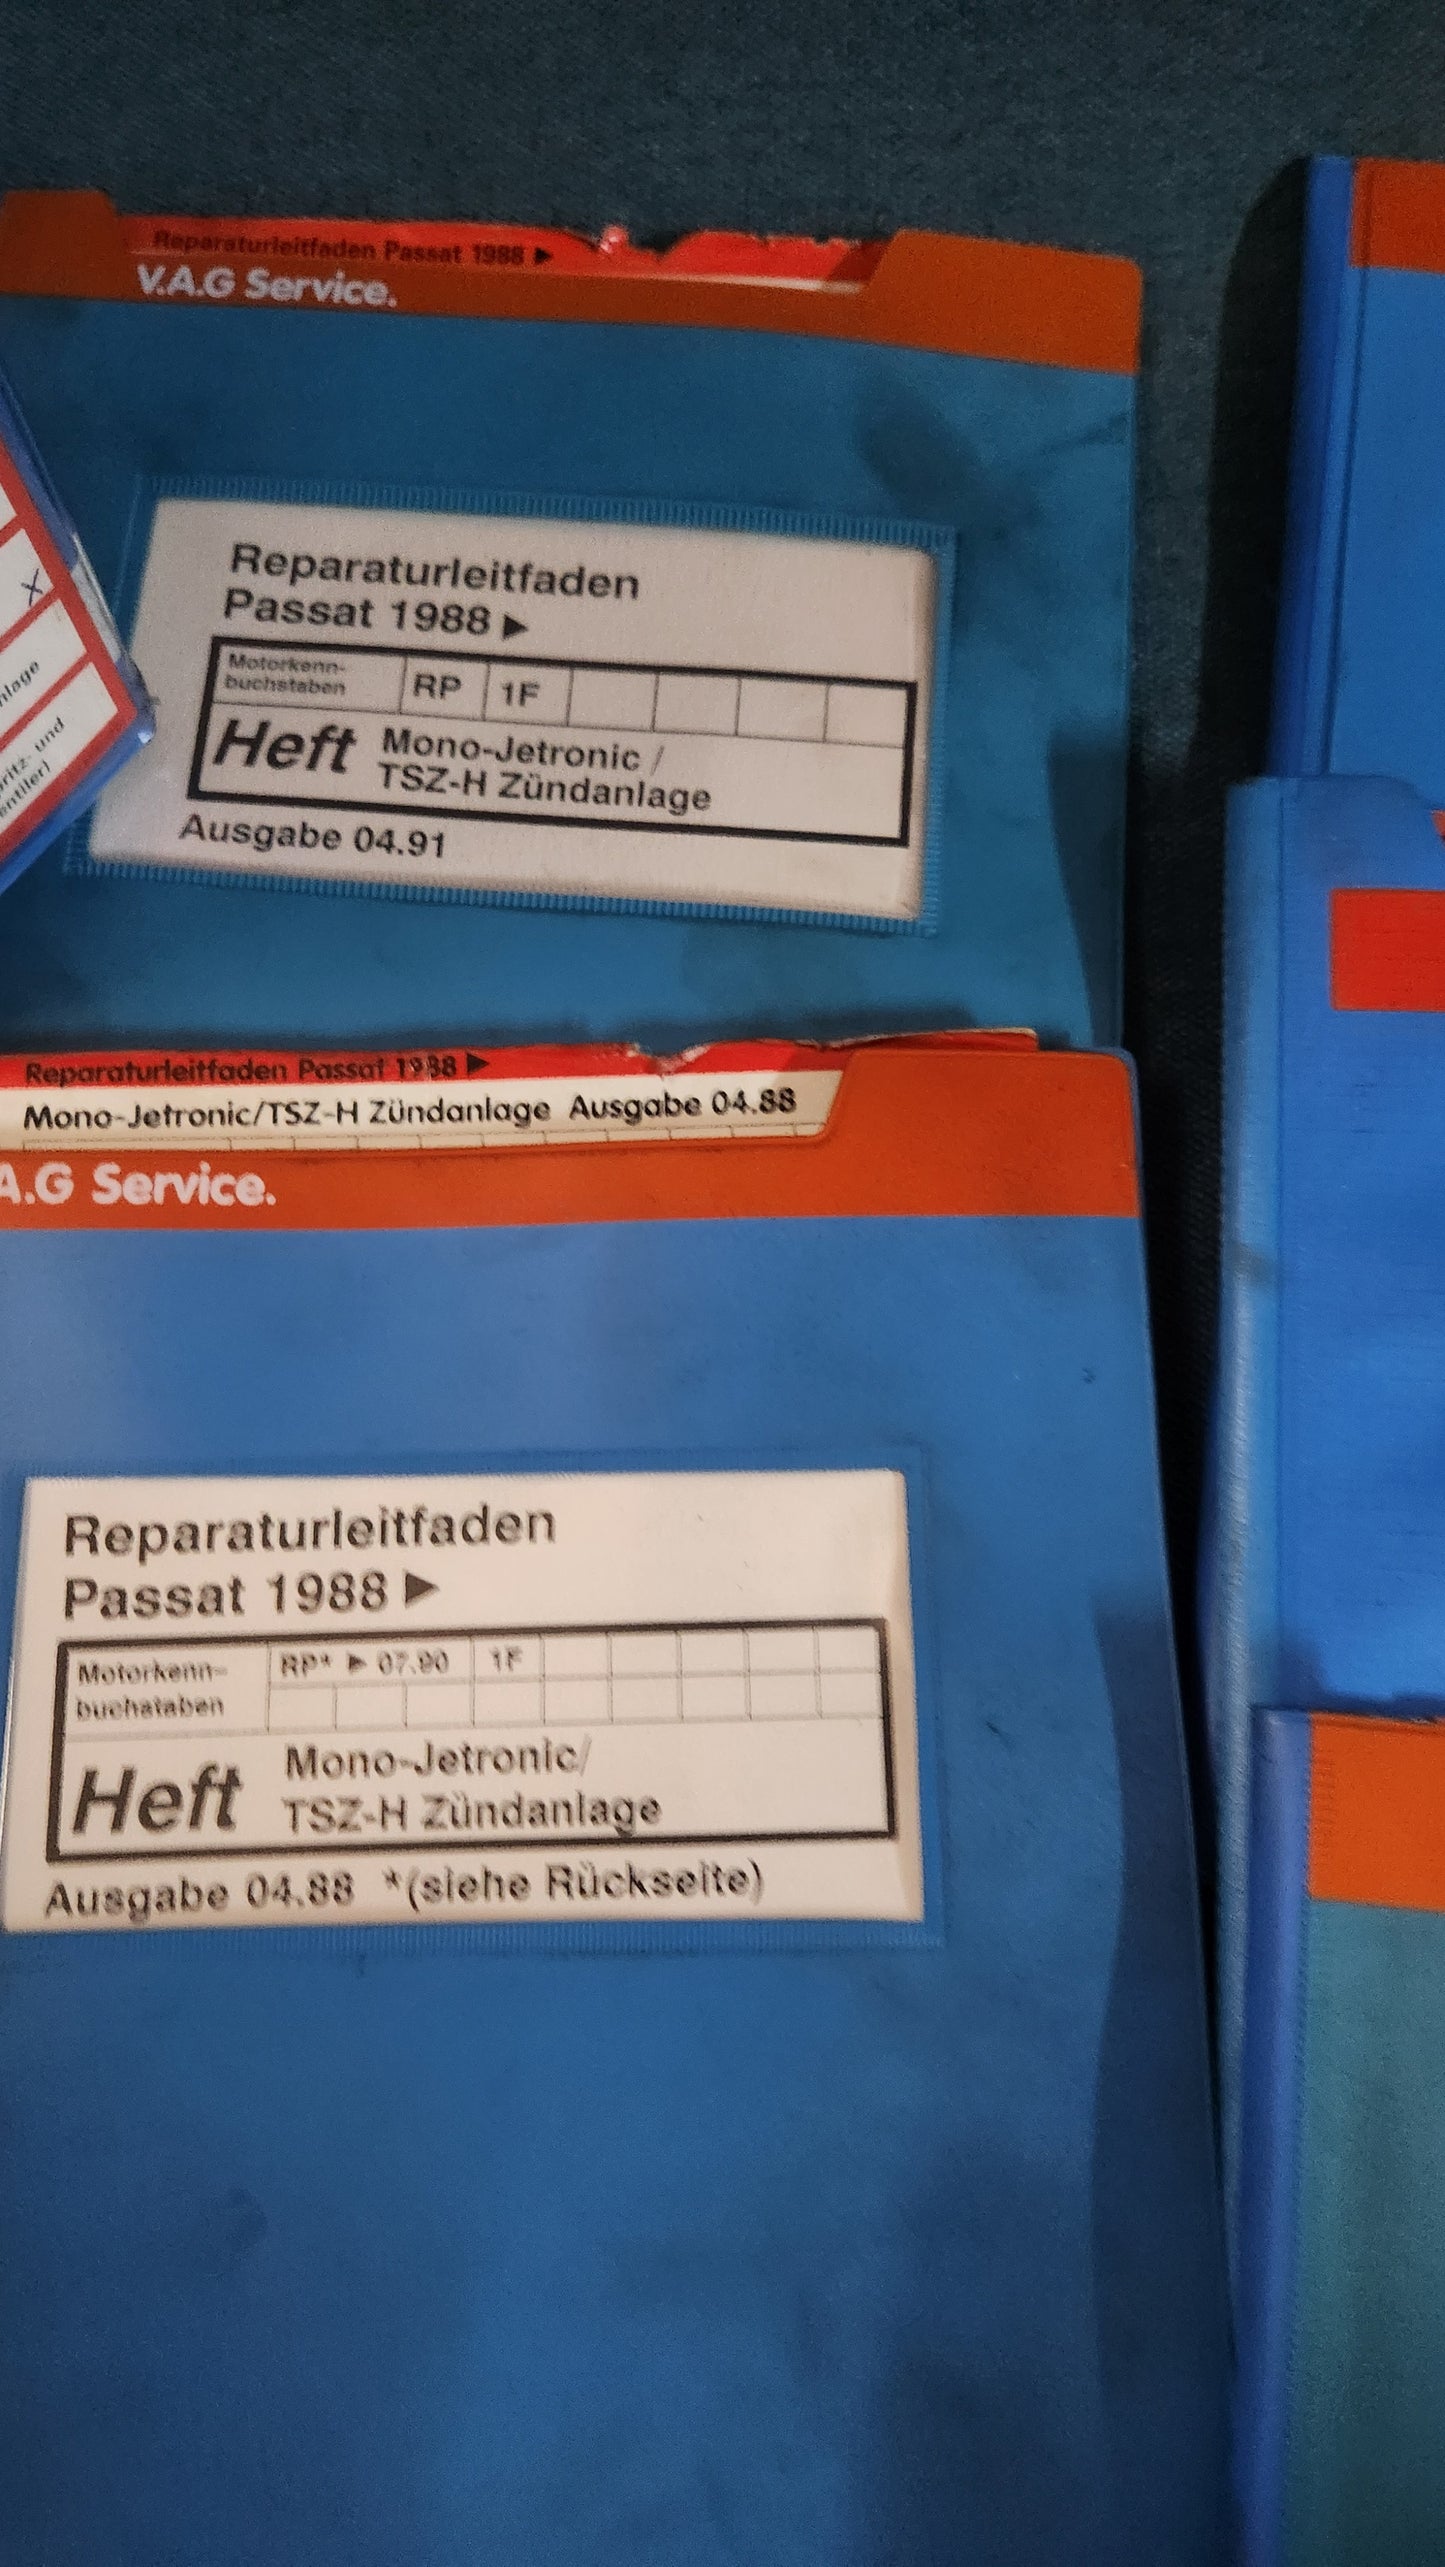 Reparaturleitfaden Passat 1988 ►
V.A.G Service.
Reparaturleitfaden
Passat 1988 ►
Motorkenn-
buchstaben RP 1F
Heft Mono-Jetronic /
TSZ-H Zündanlage
Ausgabe 04.91
x
nlage
und
Reparaturleitfaden Passat 1988 ►
Mono-Jetronic/TSZ-H Zündanlage Ausgabe 04.88
A.G Service.
Reparaturleitfaden
Passat 1988 ►
Motorkenn-
buchstaben RP* ► 07.90 1F
Heft Mono-Jetronic/
TSZ-H Zündanlage
Ausgabe 04.88 *(siehe Rückseite)